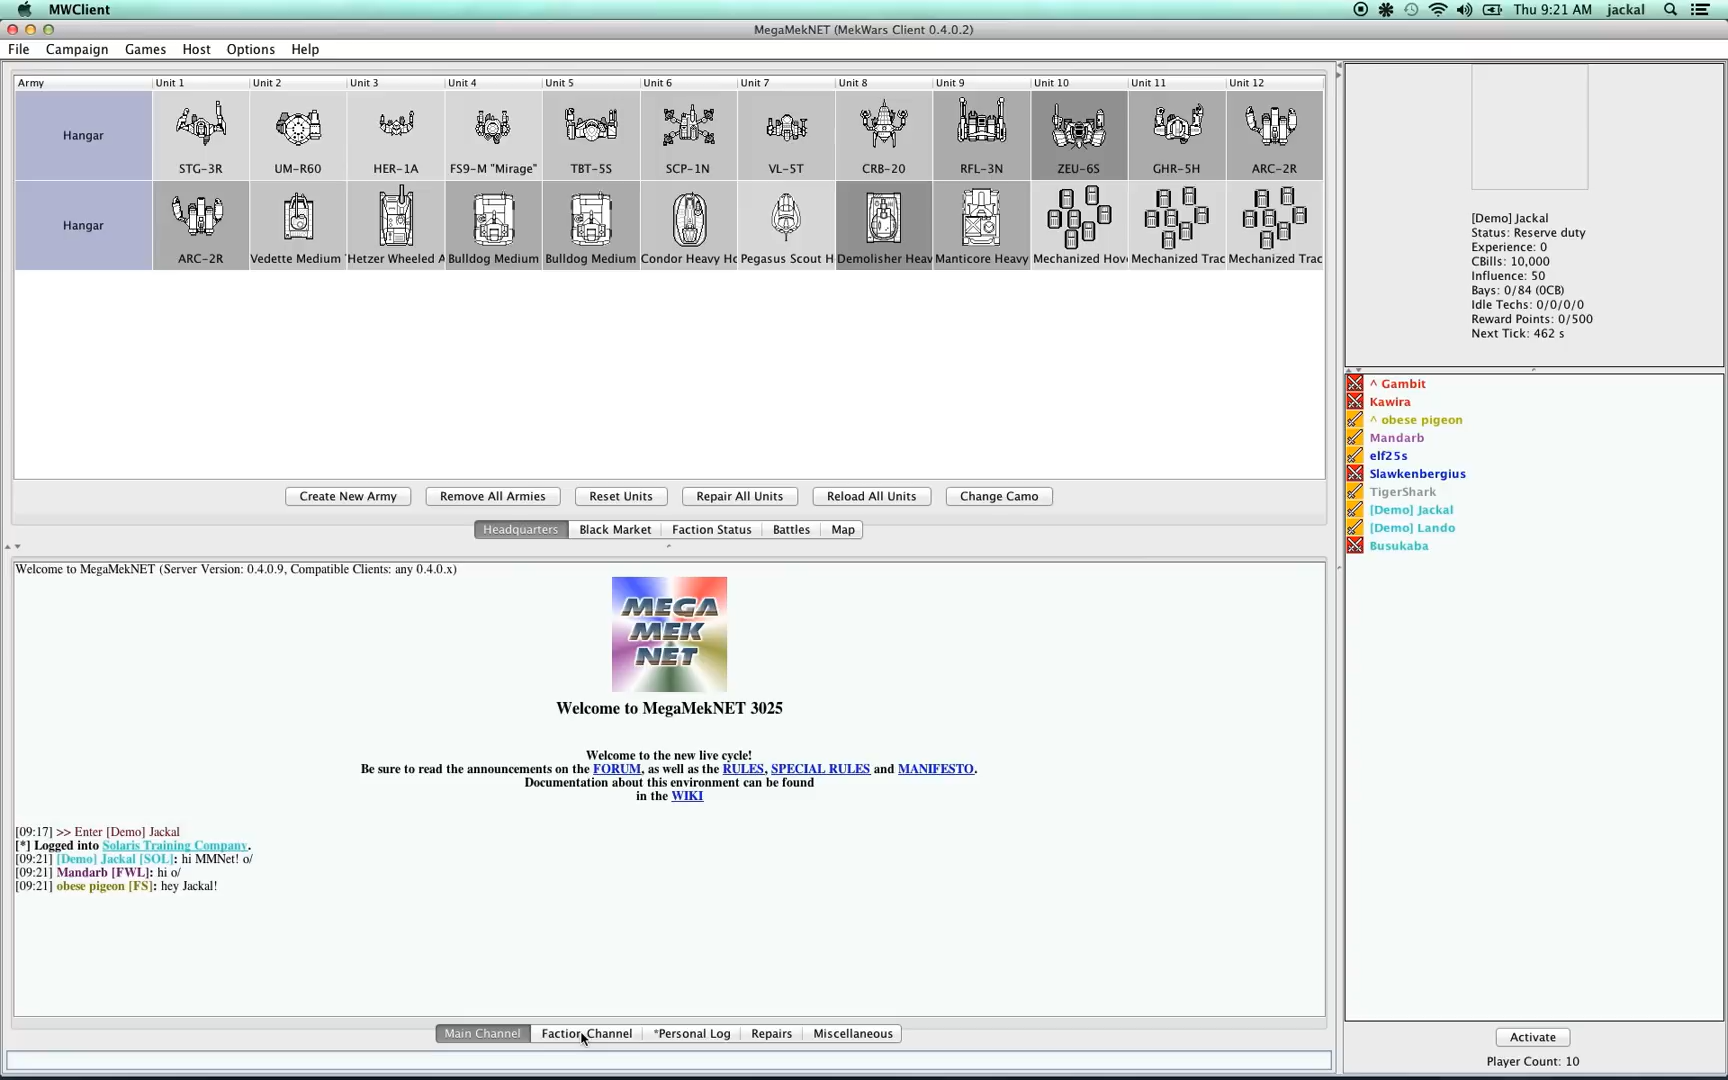 MWClient
Thu 9:21 AM jackal
MegaMekNET (MekWars Client 0.4.0.2)
File Campaign Games Host Options Help
Army Unit 1 Unit 2 Unit 3 Unit 4 Unit 5 Unit 6 Unit 7 Unit 8 Unit 9 Unit 10 Unit 11 Unit 12
Hangar
STG-3R UM-R60 HER-1A FS9-M "Mirage" TBT-5S SCP-1N VL-5T CRB-20 RFL-3N ZEU-6S GHR-5H ARC-2R
Hangar
ARC-2R Vedette Medium Hetzer Wheeled A Bulldog Medium Bulldog Medium Condor Heavy Ho Pegasus Scout H Demolisher Heav Manticore Heavy Mechanized Hov Mechanized Trac Mechanized Trac
Create New Army Remove All Armies Reset Units Repair All Units Reload All Units Change Camo
Headquarters Black Market Faction Status Battles Map
Welcome to MegaMekNET (Server Version: 0.4.0.9, Compatible Clients: any 0.4.0.x)
MEGA
MEK
NET
Welcome to MegaMekNET 3025
Welcome to the new live cycle!
Be sure to read the announcements on the FORUM, as well as the RULES, SPECIAL RULES and MANIFESTO.
Documentation about this environment can be found
in the WIKI
[09:17] >> Enter [Demo] Jackal
[*] Logged into Solaris Training Company.
[09:21] [Demo] Jackal [SOL]: hi MMNet! o/
[09:21] Mandarb [FWL]: hi o/
[09:21] obese pigeon [FS]: hey Jackal!
Main Channel Faction Channel *Personal Log Repairs Miscellaneous
[Demo] Jackal
Status: Reserve duty
Experience: 0
CBills: 10,000
Influence: 50
Bays: 0/84 (0CB)
Idle Techs: 0/0/0/0
Reward Points: 0/500
Next Tick: 462 s
^ Gambit
Kawira
^ obese pigeon
Mandarb
elf25s
Slawkenbergius
TigerShark
[Demo] Jackal
[Demo] Lando
Busukaba
Activate
Player Count: 10